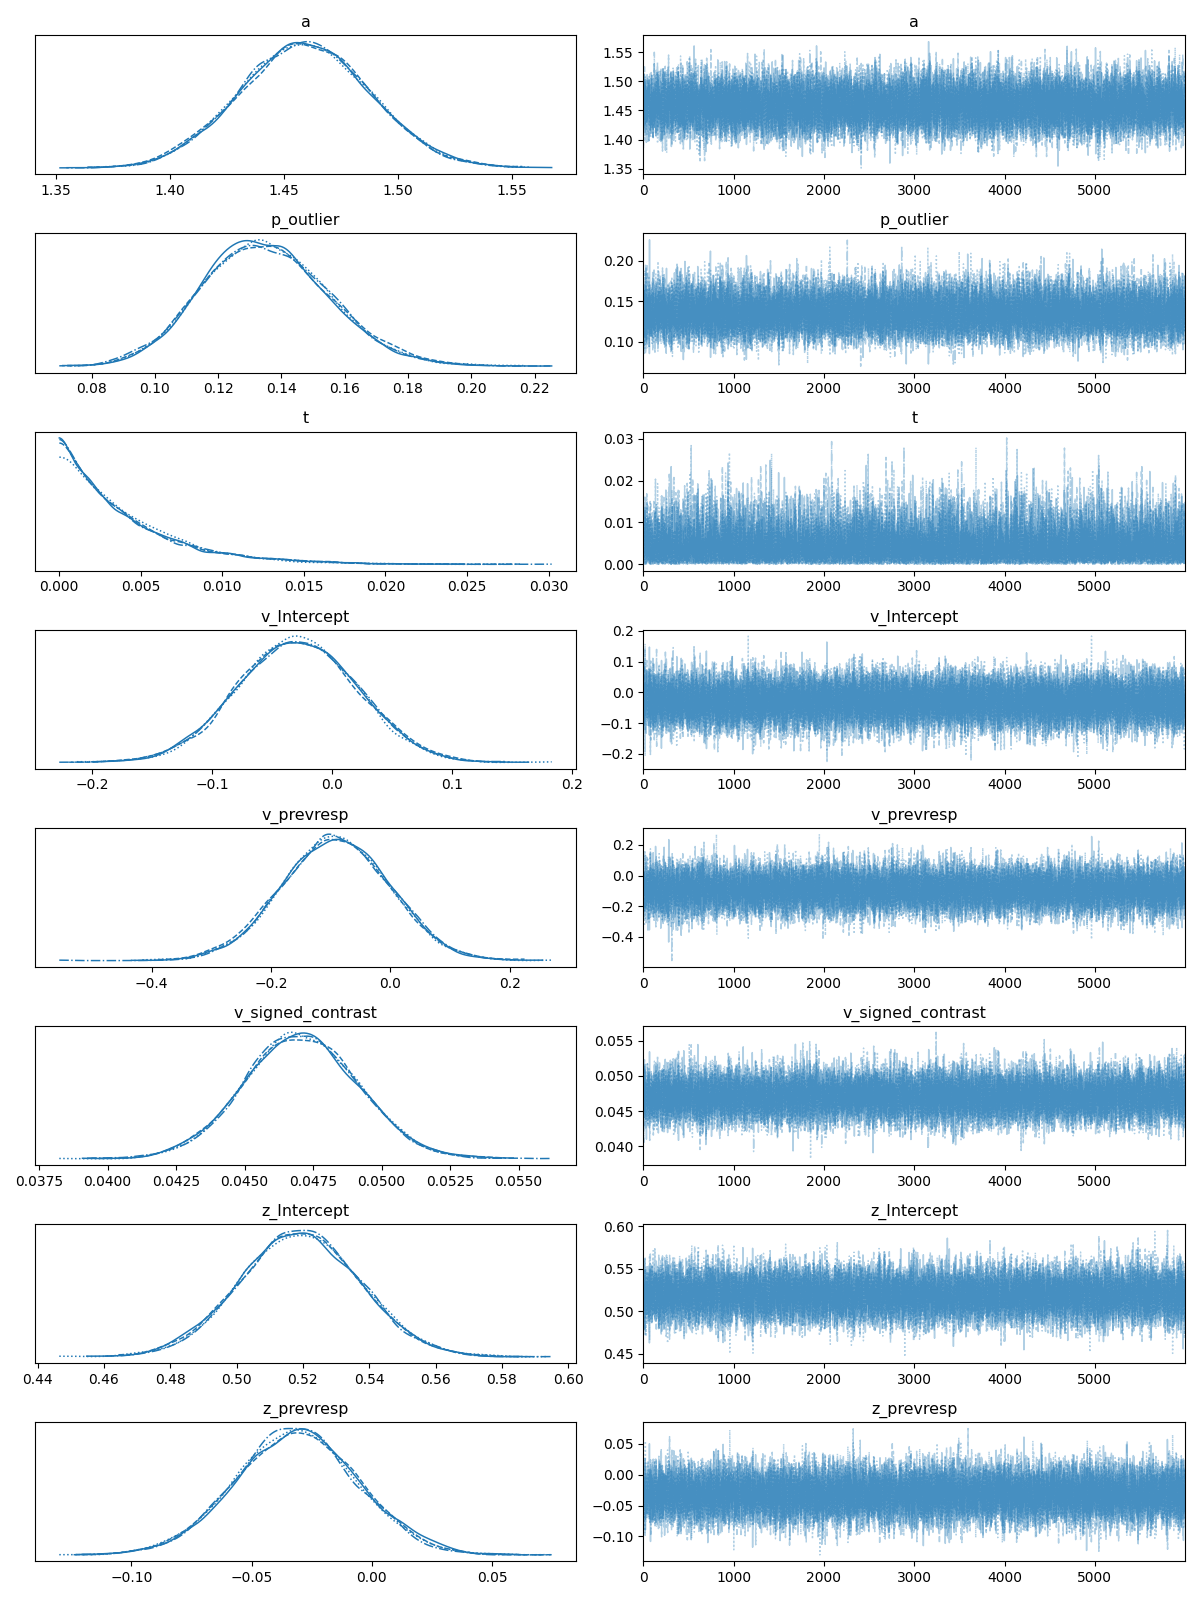 a a
1.55
1.50
1.45
1.40
1.35
1.35 1.40 1.45 1.50 1.55 0 1000 2000 3000 4000 5000
p_outlier p_outlier
0.20
0.15
0.10
0.08 0.10 0.12 0.14 0.16 0.18 0.20 0.22 0 1000 2000 3000 4000 5000
t t
0.03
0.02
0.01
0.00
0.000 0.005 0.010 0.015 0.020 0.025 0.030 0 1000 2000 3000 4000 5000
v_Intercept v_Intercept
0.2
0.1
0.0
−0.1
−0.2
−0.2 −0.1 0.0 0.1 0.2 0 1000 2000 3000 4000 5000
v_prevresp v_prevresp
0.2
0.0
−0.2
−0.4
−0.4 −0.2 0.0 0.2 0 1000 2000 3000 4000 5000
v_signed_contrast v_signed_contrast
0.055
0.050
0.045
0.040
0.0375 0.0400 0.0425 0.0450 0.0475 0.0500 0.0525 0.0550 0 1000 2000 3000 4000 5000
z_Intercept z_Intercept
0.60
0.55
0.50
0.45
0.44 0.46 0.48 0.50 0.52 0.54 0.56 0.58 0.60 0 1000 2000 3000 4000 5000
z_prevresp z_prevresp
0.05
0.00
−0.05
−0.10
−0.10 −0.05 0.00 0.05 0 1000 2000 3000 4000 5000